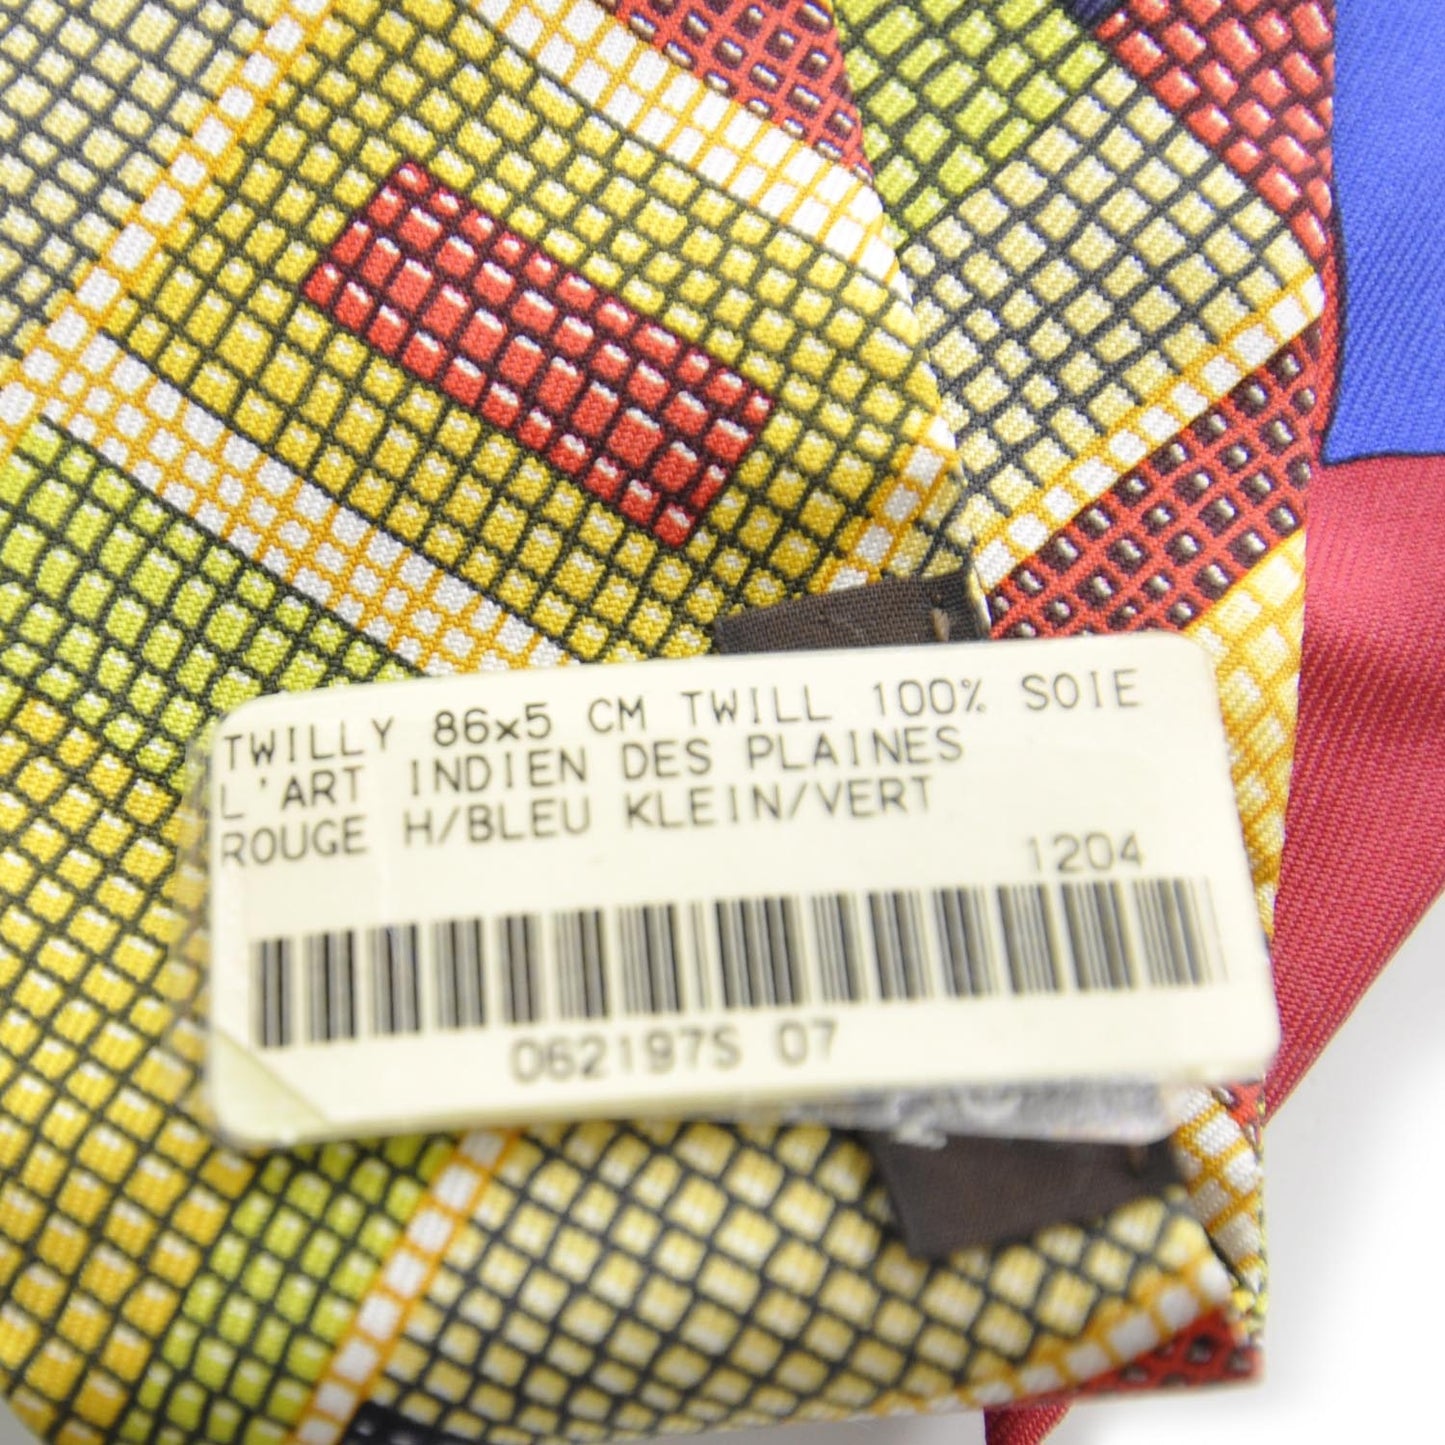 TWILLY 86x5 CM TWILL 100% SOIE
L'ART INDIEN DES PLAINES
ROUGE H/BLEU KLEIN/VERT
1204
062197S 07